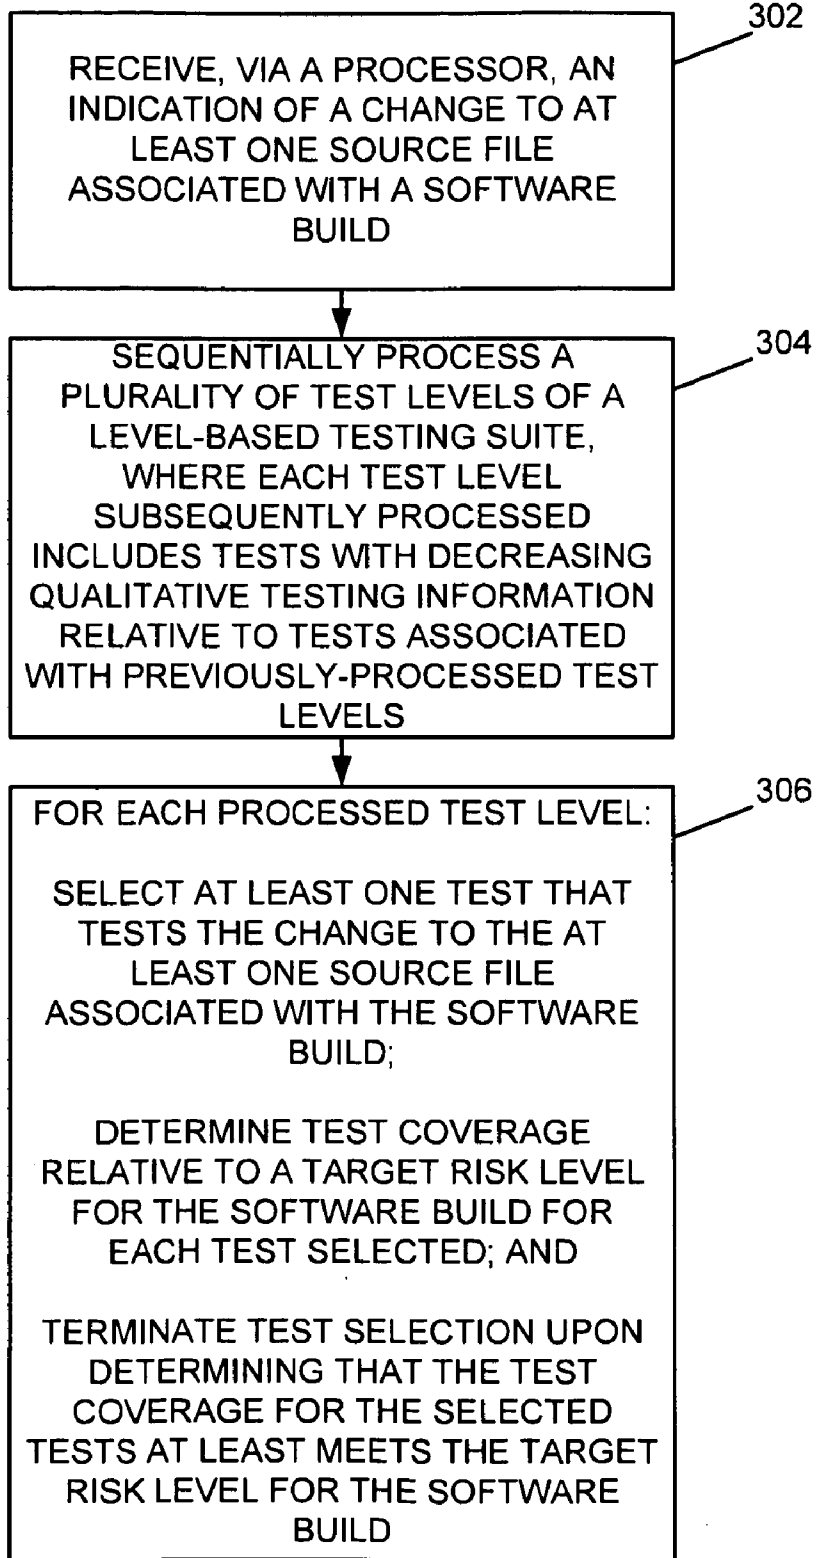 302
RECEIVE, VIA A PROCESSOR, AN
INDICATION OF A CHANGE TO AT
LEAST ONE SOURCE FILE
ASSOCIATED WITH A SOFTWARE
BUILD
304
SEQUENTIALLY PROCESS A
PLURALITY OF TEST LEVELS OF A
LEVEL-BASED TESTING SUITE,
WHERE EACH TEST LEVEL
SUBSEQUENTLY PROCESSED
INCLUDES TESTS WITH DECREASING
QUALITATIVE TESTING INFORMATION
RELATIVE TO TESTS ASSOCIATED
WITH PREVIOUSLY-PROCESSED TEST
LEVELS
306
FOR EACH PROCESSED TEST LEVEL:
SELECT AT LEAST ONE TEST THAT
TESTS THE CHANGE TO THE AT
LEAST ONE SOURCE FILE
ASSOCIATED WITH THE SOFTWARE
BUILD;
DETERMINE TEST COVERAGE
RELATIVE TO A TARGET RISK LEVEL
FOR THE SOFTWARE BUILD FOR
EACH TEST SELECTED; AND
TERMINATE TEST SELECTION UPON
DETERMINING THAT THE TEST
COVERAGE FOR THE SELECTED
TESTS AT LEAST MEETS THE TARGET
RISK LEVEL FOR THE SOFTWARE
BUILD